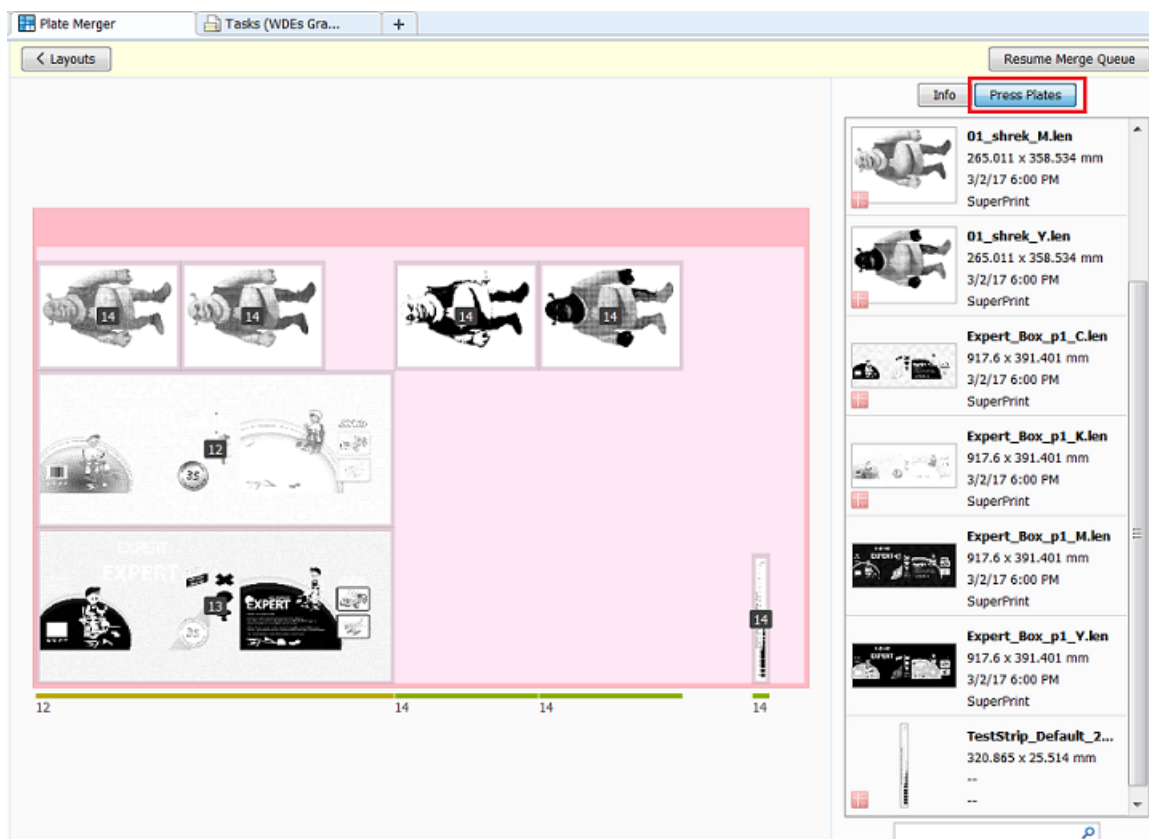 Plate Merger
Tasks (WDEs Gra...
+
< Layouts
Resume Merge Queue
Info
Press Plates
01_shrek_M.len
265.011 x 358.534 mm
3/2/17 6:00 PM
SuperPrint
01_shrek_Y.len
265.011 x 358.534 mm
3/2/17 6:00 PM
SuperPrint
Expert_Box_p1_C.len
917.6 x 391.401 mm
3/2/17 6:00 PM
SuperPrint
Expert_Box_p1_K.len
917.6 x 391.401 mm
3/2/17 6:00 PM
SuperPrint
Expert_Box_p1_M.len
917.6 x 391.401 mm
3/2/17 6:00 PM
SuperPrint
Expert_Box_p1_Y.len
917.6 x 391.401 mm
3/2/17 6:00 PM
SuperPrint
TestStrip_Default_2...
320.865 x 25.514 mm
--
--
14
14
14
14
12
35
EXPERT
EXPERT
13
EXPERT
35
14
12
14
14
14